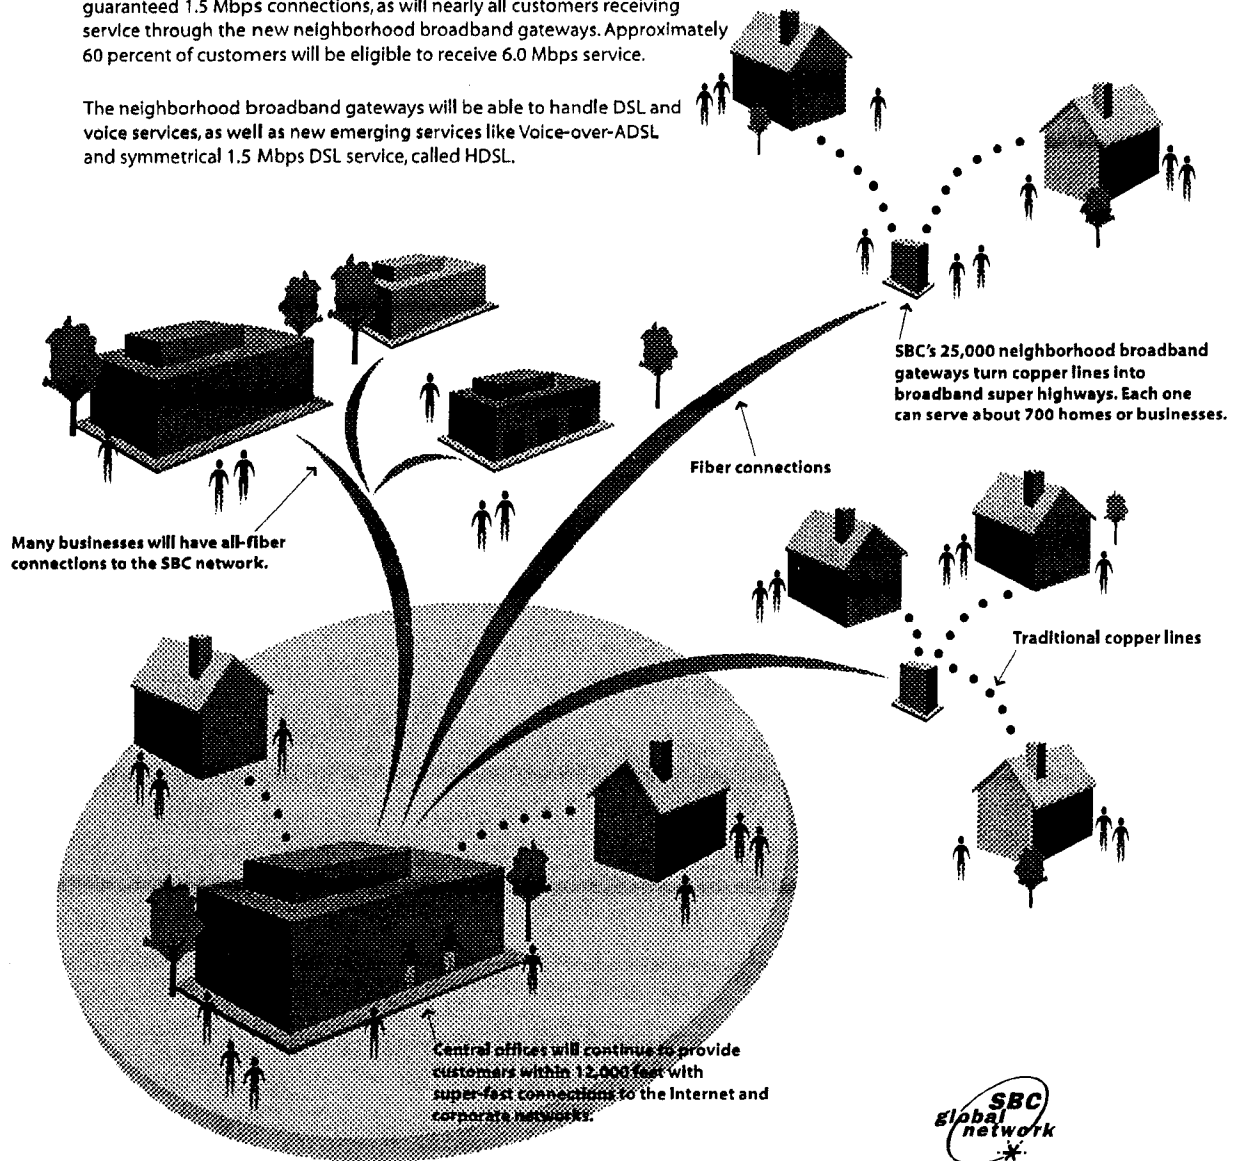 guaranteed 1.5 Mbps connections, as will nearly all customers receiving
service through the new neighborhood broadband gateways. Approximately
60 percent of customers will be eligible to receive 6.0 Mbps service.
The neighborhood broadband gateways will be able to handle DSL and
voice services, as well as new emerging services like Voice-over-ADSL
and symmetrical 1.5 Mbps DSL service, called HDSL.
SBC's 25,000 neighborhood broadband
gateways turn copper lines into
broadband super highways. Each one
can serve about 700 homes or businesses.
Fiber connections
Many businesses will have all-fiber
connections to the SBC network.
Traditional copper lines
Central offices will continue to provide
customers within 12,000 feet with
super-fast connections to the Internet and
corporate networks.
SBC
global
network